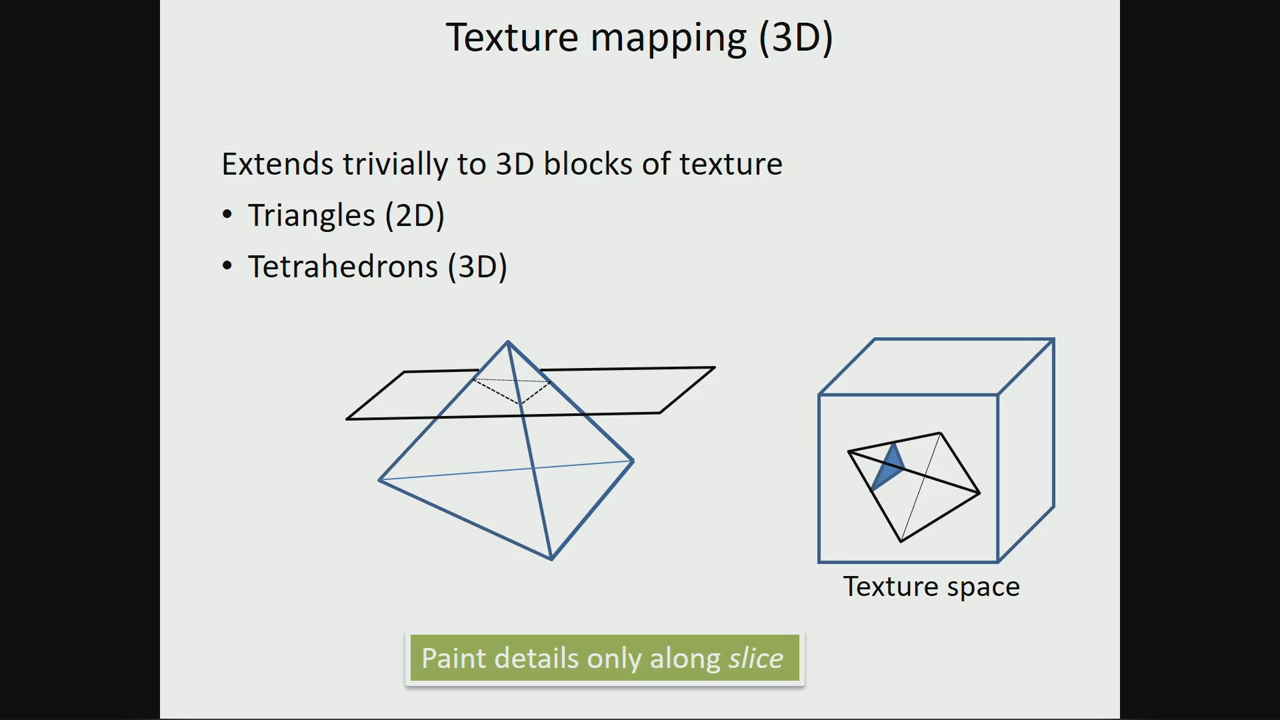 Texture mapping (3D)
Extends trivially to 3D blocks of texture
• Triangles (2D)
• Tetrahedrons (3D)
Texture space
Paint details only along slice